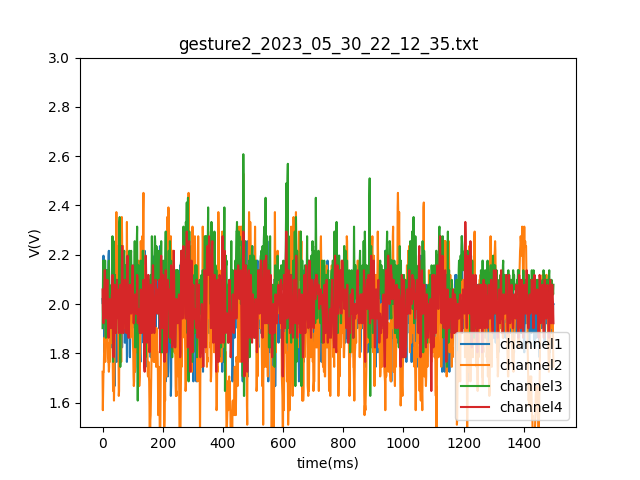 gesture2_2023_05_30_22_12_35.txt
3.0
2.8
2.6
2.4
2.2
2.0
1.8
1.6
V(V)
0 200 400 600 800 1000 1200 1400
time(ms)
channel1
channel2
channel3
channel4